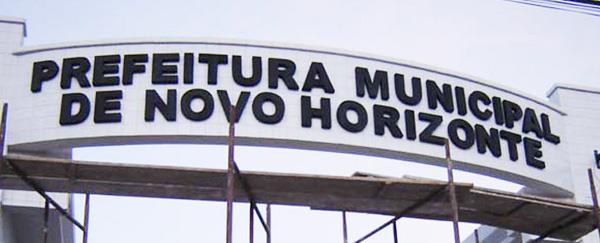 PREFEITURA MUNICIPAL
DE NOVO HORIZONTE